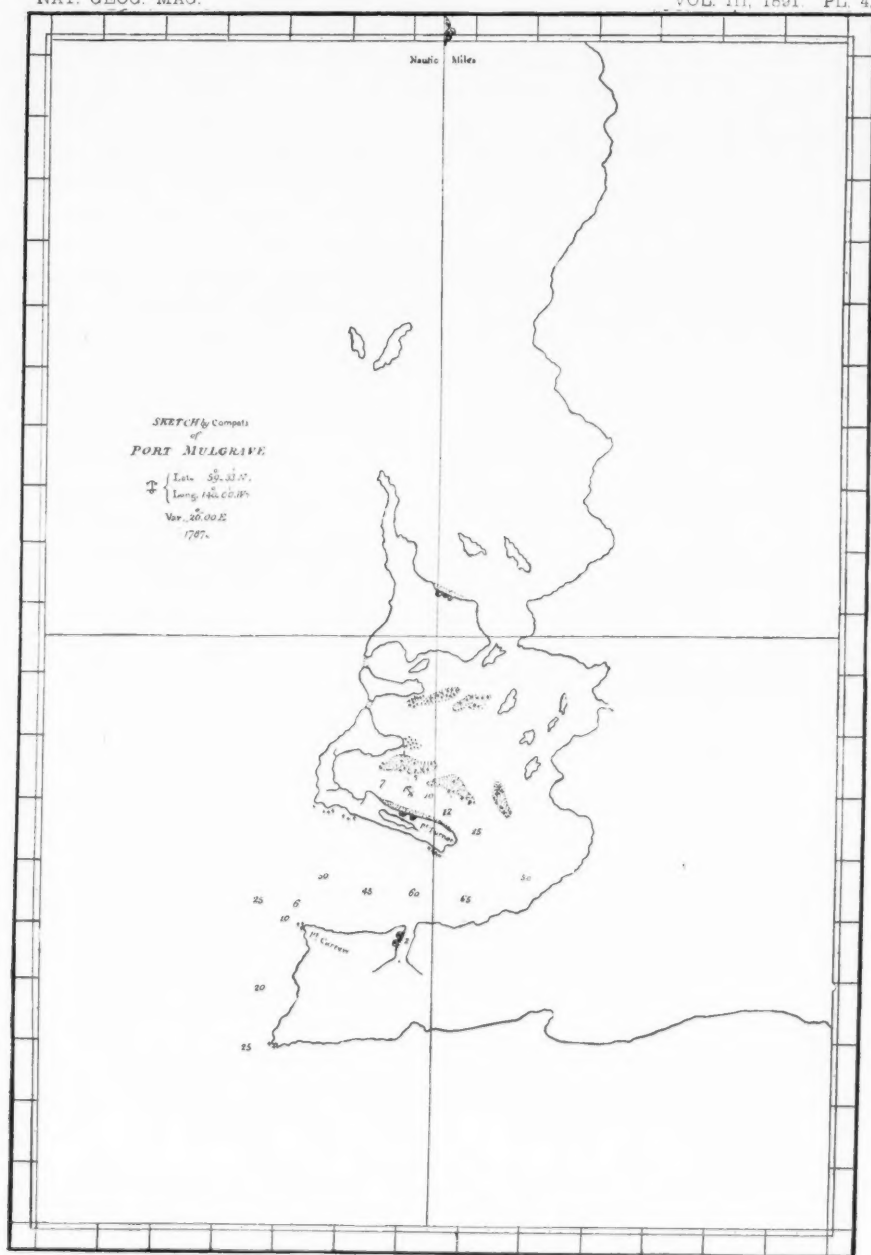 NAT. GEOG. MAG.
VOL. III, 1891. PL. 4.
Nautic Miles
SKETCH by Compass
of
PORT MULGRAVE
Lat. 59. 33 N.
Long. 140. 00 W.
Var. 26.00 E
1787.
7
10
12
Pt Turner
15
50
45
60
65
50
25
6
10
Pt Carrew
2
20
25